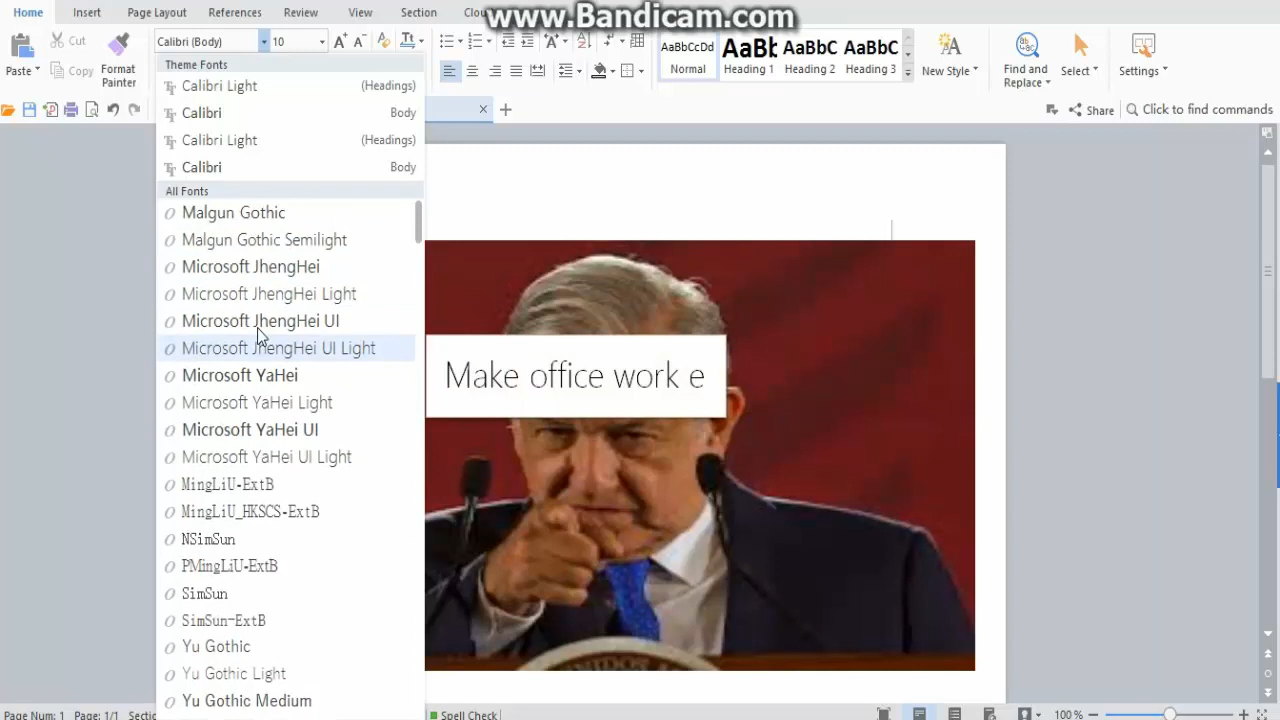 www.Bandicam.com
Home Insert Page Layout References Review View Section Clou
Cut
Calibri (Body) 10
AaBbCcDd AaBb AaBbC AaBbC
Paste Copy Format Painter
Normal Heading 1 Heading 2 Heading 3 New Style Find and Replace Select Settings
Share Click to find commands
Theme Fonts
Calibri Light (Headings)
Calibri Body
Calibri Light (Headings)
Calibri Body
All Fonts
Malgun Gothic
Malgun Gothic Semilight
Microsoft JhengHei
Microsoft JhengHei Light
Microsoft JhengHei UI
Microsoft JhengHei UI Light
Make office work e
Microsoft YaHei
Microsoft YaHei Light
Microsoft YaHei UI
Microsoft YaHei UI Light
MingLiU-ExtB
MingLiU_HKSCS-ExtB
NSimSun
PMingLiU-ExtB
SimSun
SimSun-ExtB
Yu Gothic
Yu Gothic Light
Yu Gothic Medium
NIDOS
Page Num: 1 Page: 1/1 Sectio Spell Check 100 %